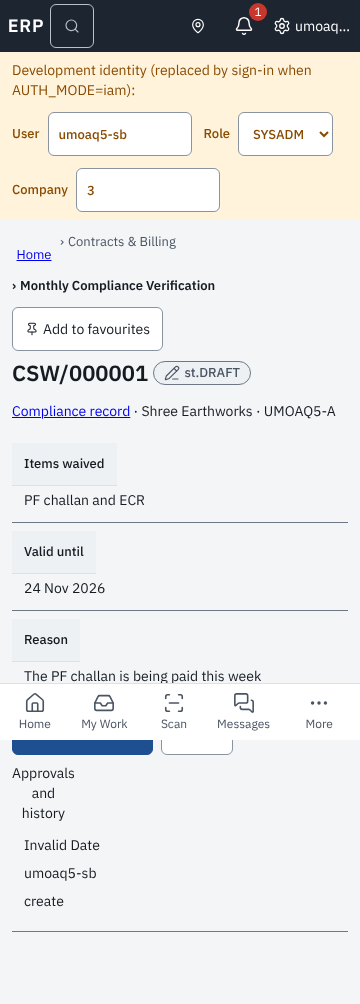 ERP
1
umoaq...
Development identity (replaced by sign-in when
AUTH_MODE=iam):
User umoaq5-sb Role SYSADM
Company 3
Home › Contracts & Billing
› Monthly Compliance Verification
Add to favourites
CSW/000001 st.DRAFT
Compliance record · Shree Earthworks · UMOAQ5-A
Items waived
PF challan and ECR
Valid until
24 Nov 2026
Reason
The PF challan is being paid this week
Home My Work Scan Messages More
Approvals
and
history
Invalid Date
umoaq5-sb
create